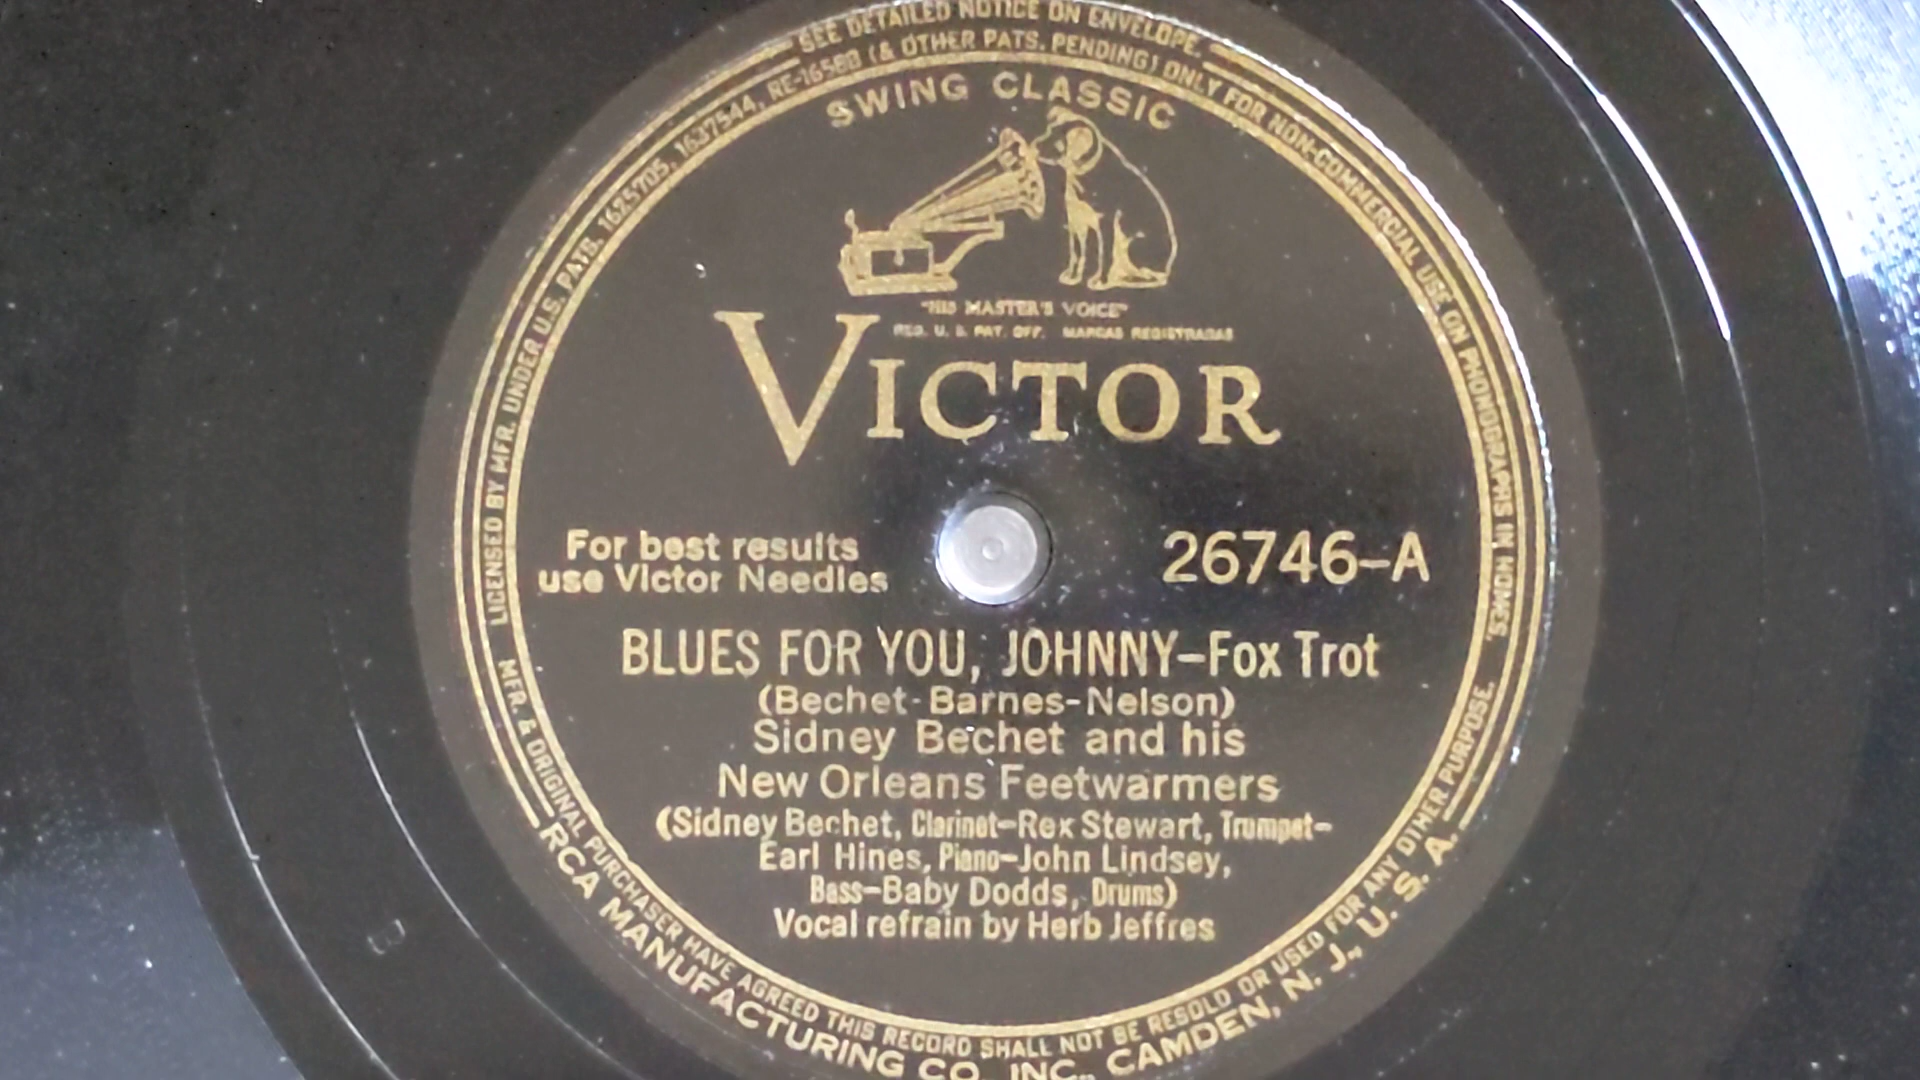 SEE DETAILED NOTICE ON ENVELOPE.
LICENSED BY MFR. UNDER U.S. PATS. 1625705, 1637544, RE-16588 (& OTHER PATS. PENDING) ONLY FOR NON-COMMERCIAL USE ON PHONOGRAPHS IN HOMES.
SWING CLASSIC
"HIS MASTER'S VOICE"
REG. U. S. PAT. OFF. MARCAS REGISTRADAS
VICTOR
For best results
use Victor Needles
26746-A
BLUES FOR YOU, JOHNNY-Fox Trot
(Bechet-Barnes-Nelson)
Sidney Bechet and his
New Orleans Feetwarmers
(Sidney Bechet, Clarinet-Rex Stewart, Trumpet-
Earl Hines, Piano-John Lindsey,
Bass-Baby Dodds, Drums)
Vocal refrain by Herb Jeffres
MFR. & ORIGINAL PURCHASER HAVE AGREED THIS RECORD SHALL NOT BE RESOLD OR USED FOR ANY OTHER PURPOSE.
RCA MANUFACTURING CO. INC., CAMDEN, N. J., U. S. A.